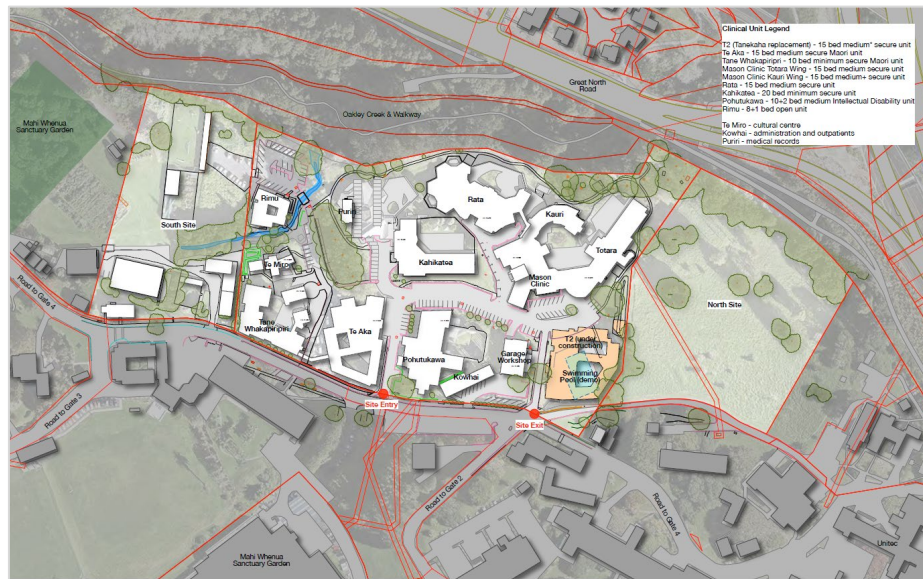 Clinical Unit Legend
T2 (Tanekaha replacement) - 15 bed medium* secure unit
Te Aka - 15 bed medium secure Maori unit
Tane Whakapiripiri - 10 bed minimum secure Maori unit
Mason Clinic Totara Wing - 15 bed medium secure unit
Mason Clinic Kauri Wing - 15 bed medium+ secure unit
Rata - 15 bed medium secure unit
Kahikatea - 20 bed minimum secure unit
Pohutukawa - 10+2 bed medium Intellectual Disability unit
Rimu - 8+1 bed open unit
Te Miro - cultural centre
Kowhai - administration and outpatients
Puriri - medical records
Great North
Road
Oakley Creek & Walkway
Mahi Whenua
Sanctuary Garden
South Site
Rimu
Puriri
Rata
Kauri
Totara
Kahikatea
Mason
Clinic
Te Miro
Tane
Whakapiripiri
Te Aka
Pohutukawa
Kowhai
Garage/
Workshop
T2 (under
construction)
Swimming
Pool (demo)
North Site
Site Entry
Site Exit
Road to Gate 4
Road to Gate 3
Road to Gate 2
Road to Gate 4
Mahi Whenua
Sanctuary Garden
Unitec